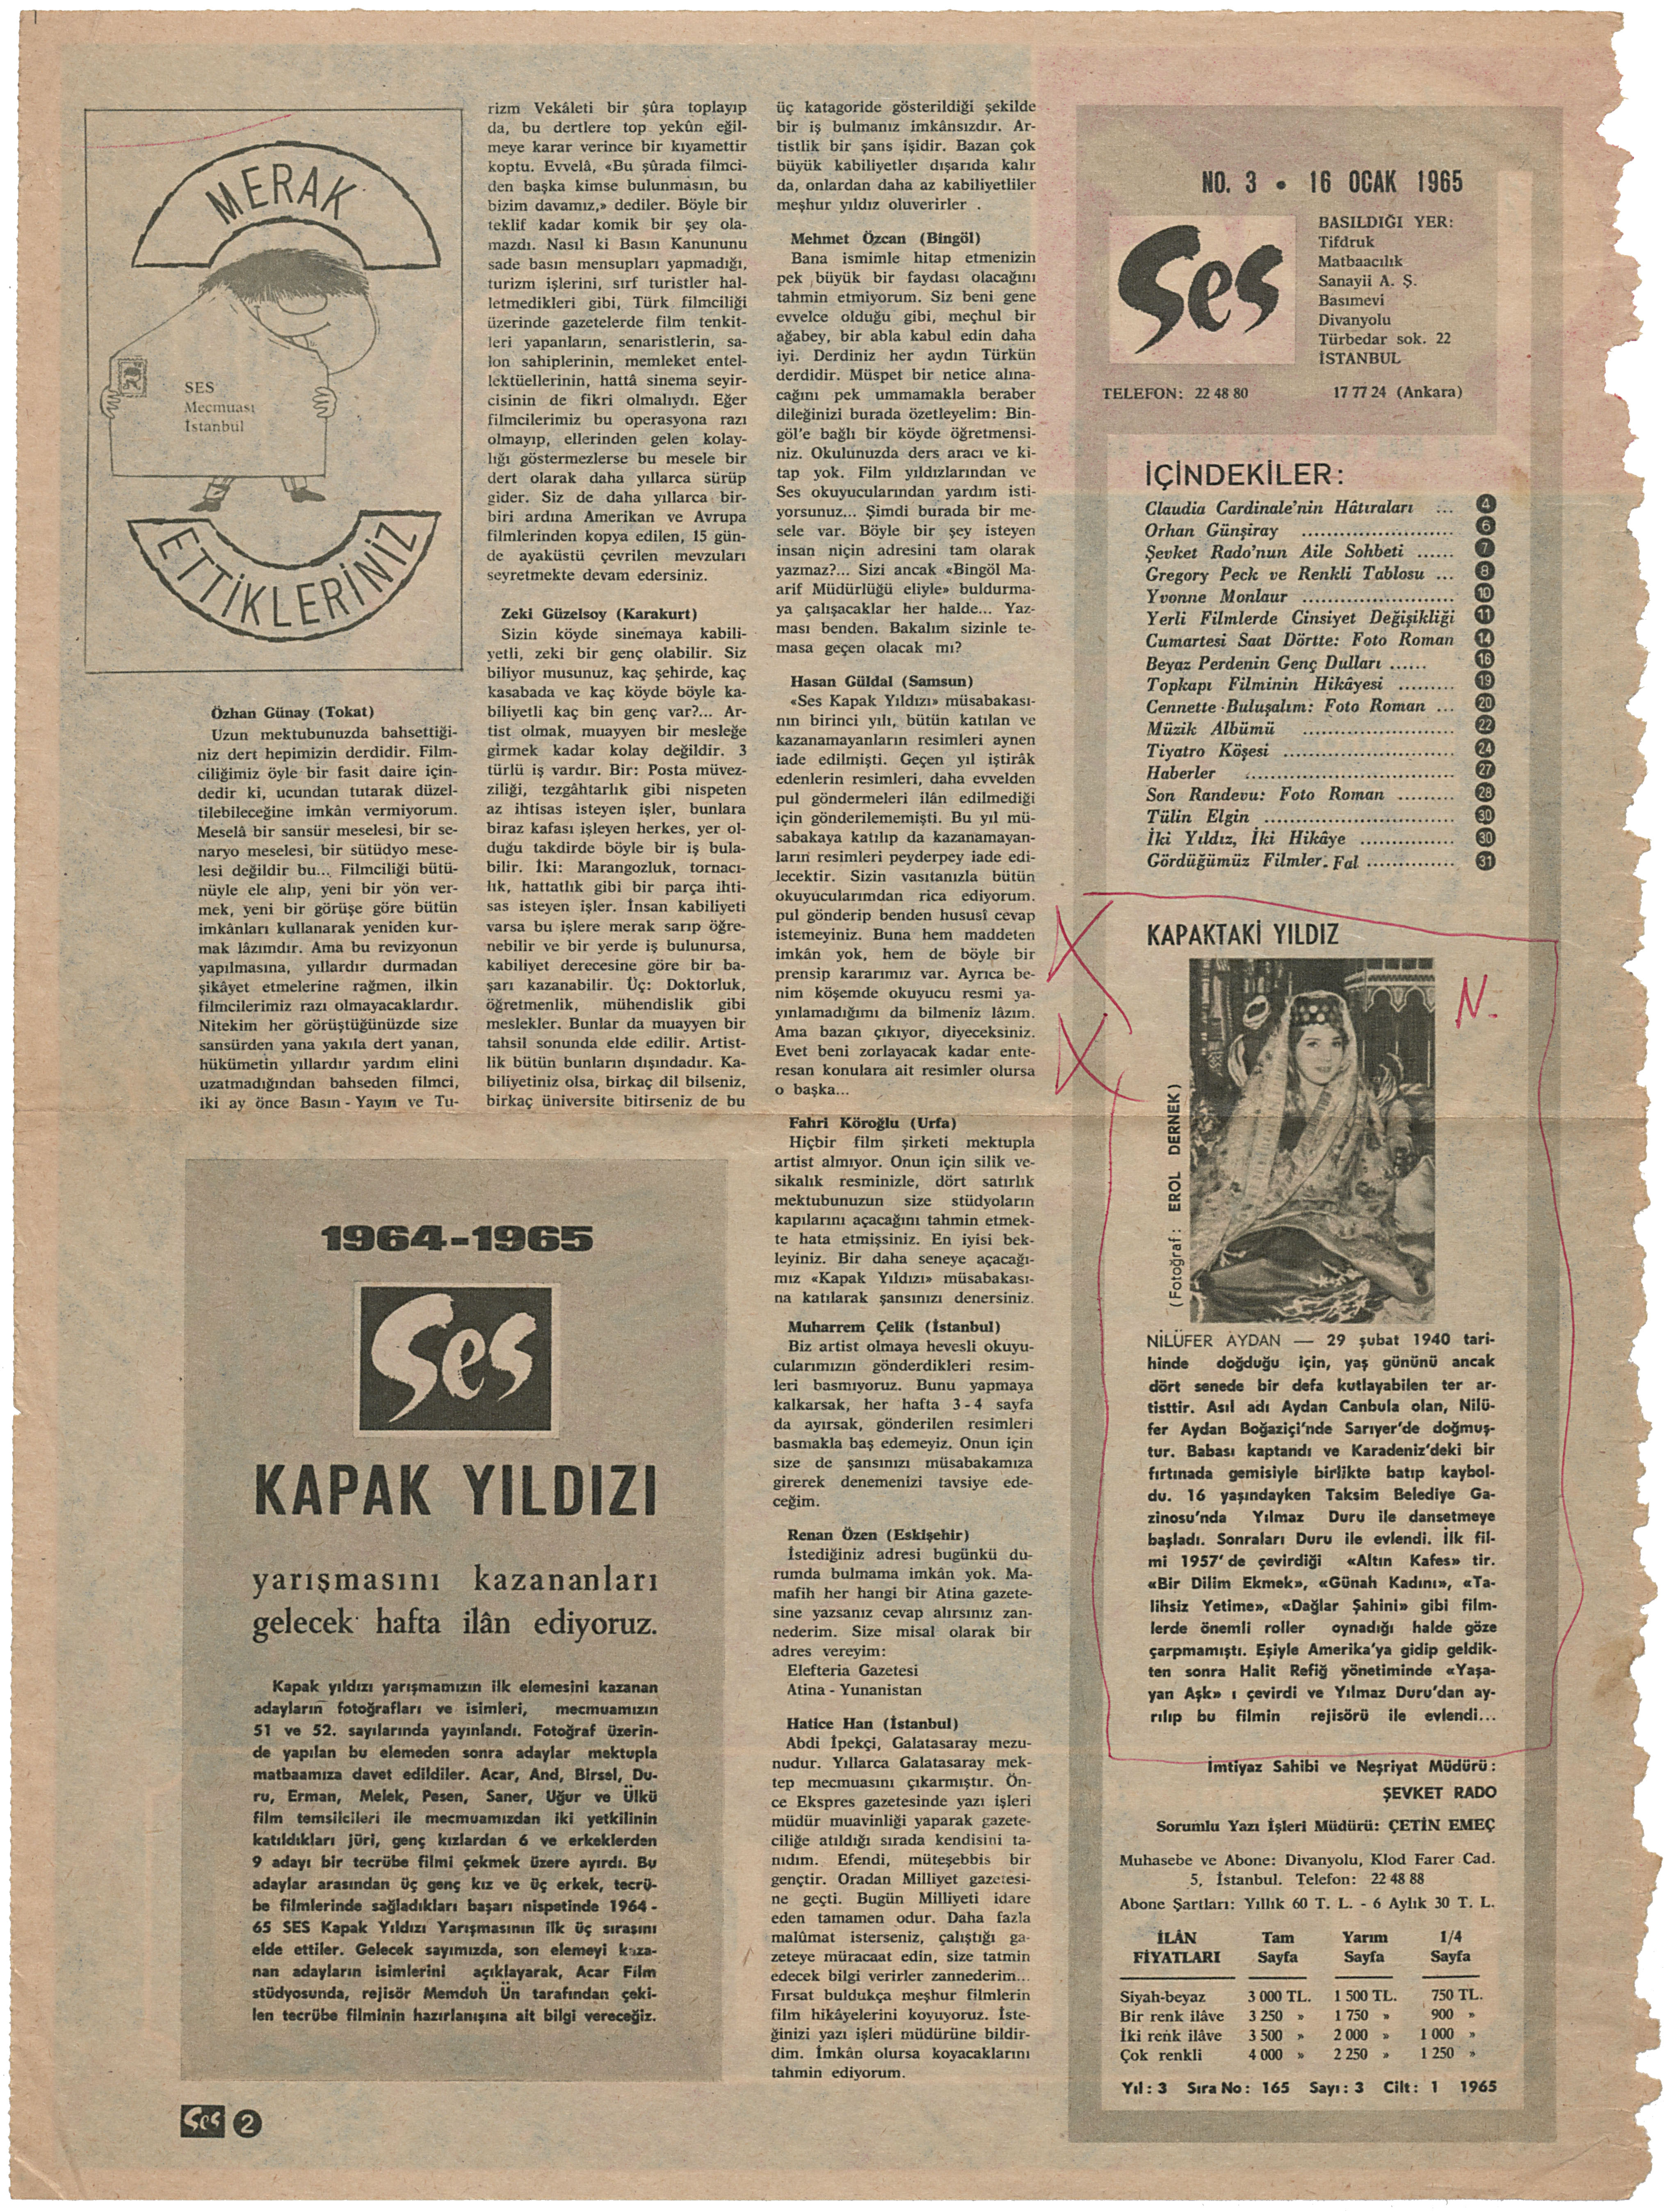 MERAK
SES
Mecmuası
İstanbul
ETTİKLERİNİZ
Özhan Günay (Tokat)
Uzun mektubunuzda bahsettiği-
niz dert hepimizin derdidir. Film-
ciliğimiz öyle bir fasit daire için-
dedir ki, ucundan tutarak düzel-
tilebileceğine imkân vermiyorum.
Meselâ bir sansür meselesi, bir se-
naryo meselesi, bir sütüdyo mese-
lesi değildir bu... Filmciliği bütü-
nüyle ele alıp, yeni bir yön ver-
mek, yeni bir görüşe göre bütün
imkânları kullanarak yeniden kur-
mak lâzımdır. Ama bu revizyonun
yapılmasına, yıllardır durmadan
şikâyet etmelerine rağmen, ilkin
filmcilerimiz razı olmayacaklardır.
Nitekim her görüştüğünüzde size
sansürden yana yakıla dert yanan,
hükümetin yıllardır yardım elini
uzatmadığından bahseden filmci,
iki ay önce Basın - Yayın ve Tu-
rizm Vekâleti bir şûra toplayıp
da, bu dertlere top yekûn eğil-
meye karar verince bir kıyamettir
koptu. Evvelâ, «Bu şûrada filmci-
den başka kimse bulunmasın, bu
bizim davamız,» dediler. Böyle bir
teklif kadar komik bir şey ola-
mazdı. Nasıl ki Basın Kanununu
sade basın mensupları yapmadığı,
turizm işlerini, sırf turistler hal-
letmedikleri gibi, Türk filmciliği
üzerinde gazetelerde film tenkit-
leri yapanların, senaristlerin, sa-
lon sahiplerinin, memleket entel-
lektüellerinin, hattâ sinema seyir-
cisinin de fikri olmalıydı. Eğer
filmcilerimiz bu operasyona razı
olmayıp, ellerinden gelen kolay-
lığı göstermezlerse bu mesele bir
dert olarak daha yıllarca sürüp
gider. Siz de daha yıllarca bir-
biri ardına Amerikan ve Avrupa
filmlerinden kopya edilen, 15 gün-
de ayaküstü çevrilen mevzuları
seyretmekte devam edersiniz.
Zeki Güzelsoy (Karakurt)
Sizin köyde sinemaya kabili-
yetli, zeki bir genç olabilir. Siz
biliyor musunuz, kaç şehirde, kaç
kasabada ve kaç köyde böyle ka-
biliyetli kaç bin genç var?... Ar-
tist olmak, muayyen bir mesleğe
girmek kadar kolay değildir. 3
türlü iş vardır. Bir: Posta müvez-
ziliği, tezgâhtarlık gibi nispeten
az ihtisas isteyen işler, bunlara
biraz kafası işleyen herkes, yer ol-
duğu takdirde böyle bir iş bula-
bilir. İki: Marangozluk, tornacı-
lık, hattatlık gibi bir parça ihti-
sas isteyen işler. İnsan kabiliyeti
varsa bu işlere merak sarıp öğre-
nebilir ve bir yerde iş bulunursa,
kabiliyet derecesine göre bir ba-
şarı kazanabilir. Üç: Doktorluk,
öğretmenlik, mühendislik gibi
meslekler. Bunlar da muayyen bir
tahsil sonunda elde edilir. Artist-
lik bütün bunların dışındadır. Ka-
biliyetiniz olsa, birkaç dil bilseniz,
birkaç üniversite bitirseniz de bu
üç katagoride gösterildiği şekilde
bir iş bulmanız imkânsızdır. Ar-
tistlik bir şans işidir. Bazan çok
büyük kabiliyetler dışarıda kalır
da, onlardan daha az kabiliyetliler
meşhur yıldız oluverirler .
Mehmet Özcan (Bingöl)
Bana ismimle hitap etmenizin
pek büyük bir faydası olacağını
tahmin etmiyorum. Siz beni gene
evvelce olduğu gibi, meçhul bir
ağabey, bir abla kabul edin daha
iyi. Derdiniz her aydın Türkün
derdidir. Müspet bir netice alına-
cağını pek ummamakla beraber
dileğinizi burada özetleyelim: Bin-
göl'e bağlı bir köyde öğretmensi-
niz. Okulunuzda ders aracı ve ki-
tap yok. Film yıldızlarından ve
Ses okuyucularından yardım isti-
yorsunuz... Şimdi burada bir me-
sele var. Böyle bir şey isteyen
insan niçin adresini tam olarak
yazmaz?... Sizi ancak «Bingöl Ma-
arif Müdürlüğü eliyle» buldurma-
ya çalışacaklar her halde... Yaz-
ması benden. Bakalım sizinle te-
masa geçen olacak mı?
Hasan Güldal (Samsun)
«Ses Kapak Yıldızı» müsabakası-
nın birinci yılı, bütün katılan ve
kazanamayanların resimleri aynen
iade edilmişti. Geçen yıl iştirâk
edenlerin resimleri, daha evvelden
pul göndermeleri ilân edilmediği
için gönderilememişti. Bu yıl mü-
sabakaya katılıp da kazanamayan-
ların resimleri peyderpey iade edi-
lecektir. Sizin vasıtanızla bütün
okuyucularımdan rica ediyorum.
pul gönderip benden hususî cevap
istemeyiniz. Buna hem maddeten
imkân yok, hem de böyle bir
prensip kararımız var. Ayrıca be-
nim köşemde okuyucu resmi ya-
yınlamadığımı da bilmeniz lâzım.
Ama bazan çıkıyor, diyeceksiniz.
Evet beni zorlayacak kadar ente-
resan konulara ait resimler olursa
o başka...
Fahri Köroğlu (Urfa)
Hiçbir film şirketi mektupla
artist almıyor. Onun için silik ve-
sikalık resminizle, dört satırlık
mektubunuzun size stüdyoların
kapılarını açacağını tahmin etmek-
te hata etmişsiniz. En iyisi bek-
leyiniz. Bir daha seneye açacağı-
mız «Kapak Yıldızı» müsabakası-
na katılarak şansınızı denersiniz.
Muharrem Çelik (İstanbul)
Biz artist olmaya hevesli okuyu-
cularımızın gönderdikleri resim-
leri basmıyoruz. Bunu yapmaya
kalkarsak, her hafta 3 - 4 sayfa
da ayırsak, gönderilen resimleri
basmakla baş edemeyiz. Onun için
size de şansınızı müsabakamıza
girerek denemenizi tavsiye ede-
ceğim.
Renan Özen (Eskişehir)
İstediğiniz adresi bugünkü du-
rumda bulmama imkân yok. Ma-
mafih her hangi bir Atina gazete-
sine yazsanız cevap alırsınız zan-
nederim. Size misal olarak bir
adres vereyim:
Elefteria Gazetesi
Atina - Yunanistan
Hatice Han (İstanbul)
Abdi İpekçi, Galatasaray mezu-
nudur. Yıllarca Galatasaray mek-
tep mecmuasını çıkarmıştır. Ön-
ce Ekspres gazetesinde yazı işleri
müdür muavinliği yaparak gazete-
ciliğe atıldığı sırada kendisini ta-
nıdım. Efendi, müteşebbis bir
gençtir. Oradan Milliyet gazetesi-
ne geçti. Bugün Milliyeti idare
eden tamamen odur. Daha fazla
malûmat isterseniz, çalıştığı ga-
zeteye müracaat edin, size tatmin
edecek bilgi verirler zannederim...
Fırsat buldukça meşhur filmlerin
film hikâyelerini koyuyoruz. İste-
ğinizi yazı işleri müdürüne bildir-
dim. İmkân olursa koyacaklarını
tahmin ediyorum.
1964-1965
Ses
KAPAK YILDIZI
yarışmasını kazananları
gelecek hafta ilân ediyoruz.
Kapak yıldızı yarışmamızın ilk elemesini kazanan
adayların fotoğrafları ve isimleri, mecmuamızın
51 ve 52. sayılarında yayınlandı. Fotoğraf üzerin-
de yapılan bu elemeden sonra adaylar mektupla
matbaamıza davet edildiler. Acar, And, Birsel, Du-
ru, Erman, Melek, Pesen, Saner, Uğur ve Ülkü
film temsilcileri ile mecmuamızdan iki yetkilinin
katıldıkları jüri, genç kızlardan 6 ve erkeklerden
9 adayı bir tecrübe filmi çekmek üzere ayırdı. Bu
adaylar arasından üç genç kız ve üç erkek, tecrü-
be filmlerinde sağladıkları başarı nispetinde 1964 -
65 SES Kapak Yıldızı Yarışmasının ilk üç sırasını
elde ettiler. Gelecek sayımızda, son elemeyi kaza-
nan adayların isimlerini açıklayarak, Acar Film
stüdyosunda, rejisör Memduh Ün tarafından çeki-
len tecrübe filminin hazırlanışına ait bilgi vereceğiz.
NO. 3 • 16 OCAK 1965
Ses
BASILDIĞI YER:
Tifdruk
Matbaacılık
Sanayii A. Ş.
Basımevi
Divanyolu
Türbedar sok. 22
İSTANBUL
TELEFON: 22 48 80 17 77 24 (Ankara)
İÇİNDEKİLER:
Claudia Cardinale'nin Hâtıraları ... 4
Orhan Günşiray ........................ 6
Şevket Rado'nun Aile Sohbeti ...... 7
Gregory Peck ve Renkli Tablosu ... 8
Yvonne Monlaur ........................ 10
Yerli Filmlerde Cinsiyet Değişikliği 11
Cumartesi Saat Dörtte: Foto Roman 14
Beyaz Perdenin Genç Dulları ...... 16
Topkapı Filminin Hikâyesi ......... 19
Cennette Buluşalım: Foto Roman ... 20
Müzik Albümü ........................ 22
Tiyatro Köşesi ........................... 24
Haberler ................................. 27
Son Randevu: Foto Roman ......... 28
Tülin Elgin .............................. 30
İki Yıldız, İki Hikâye ............... 30
Gördüğümüz Filmler. Fal .............. 31
KAPAKTAKİ YILDIZ
N.
(Fotoğraf: EROL DERNEK)
NİLÜFER AYDAN — 29 şubat 1940 tari-
hinde doğduğu için, yaş gününü ancak
dört senede bir defa kutlayabilen ter ar-
tisttir. Asıl adı Aydan Canbula olan, Nilü-
fer Aydan Boğaziçi'nde Sarıyer'de doğmuş-
tur. Babası kaptandı ve Karadeniz'deki bir
fırtınada gemisiyle birlikte batıp kaybol-
du. 16 yaşındayken Taksim Belediye Ga-
zinosu'nda Yılmaz Duru ile dansetmeye
başladı. Sonraları Duru ile evlendi. İlk fil-
mi 1957' de çevirdiği «Altın Kafes» tir.
«Bir Dilim Ekmek», «Günah Kadını», «Ta-
lihsiz Yetime», «Dağlar Şahini» gibi film-
lerde önemli roller oynadığı halde göze
çarpmamıştı. Eşiyle Amerika'ya gidip geldik-
ten sonra Halit Refiğ yönetiminde «Yaşa-
yan Aşk» ı çevirdi ve Yılmaz Duru'dan ay-
rılıp bu filmin rejisörü ile evlendi...
İmtiyaz Sahibi ve Neşriyat Müdürü :
ŞEVKET RADO
Sorumlu Yazı İşleri Müdürü: ÇETİN EMEÇ
Muhasebe ve Abone: Divanyolu, Klod Farer Cad.
5, İstanbul. Telefon: 22 48 88
Abone Şartları: Yıllık 60 T. L. - 6 Aylık 30 T. L.
İLÂN Tam Yarım 1/4
FİYATLARI Sayfa Sayfa Sayfa
Siyah-beyaz 3 000 TL. 1 500 TL. 750 TL.
Bir renk ilâve 3 250 » 1 750 » 900 »
İki renk ilâve 3 500 » 2 000 » 1 000 »
Çok renkli 4 000 » 2 250 » 1 250 »
Yıl : 3 Sıra No : 165 Sayı : 3 Cilt : 1 1965
Ses 2